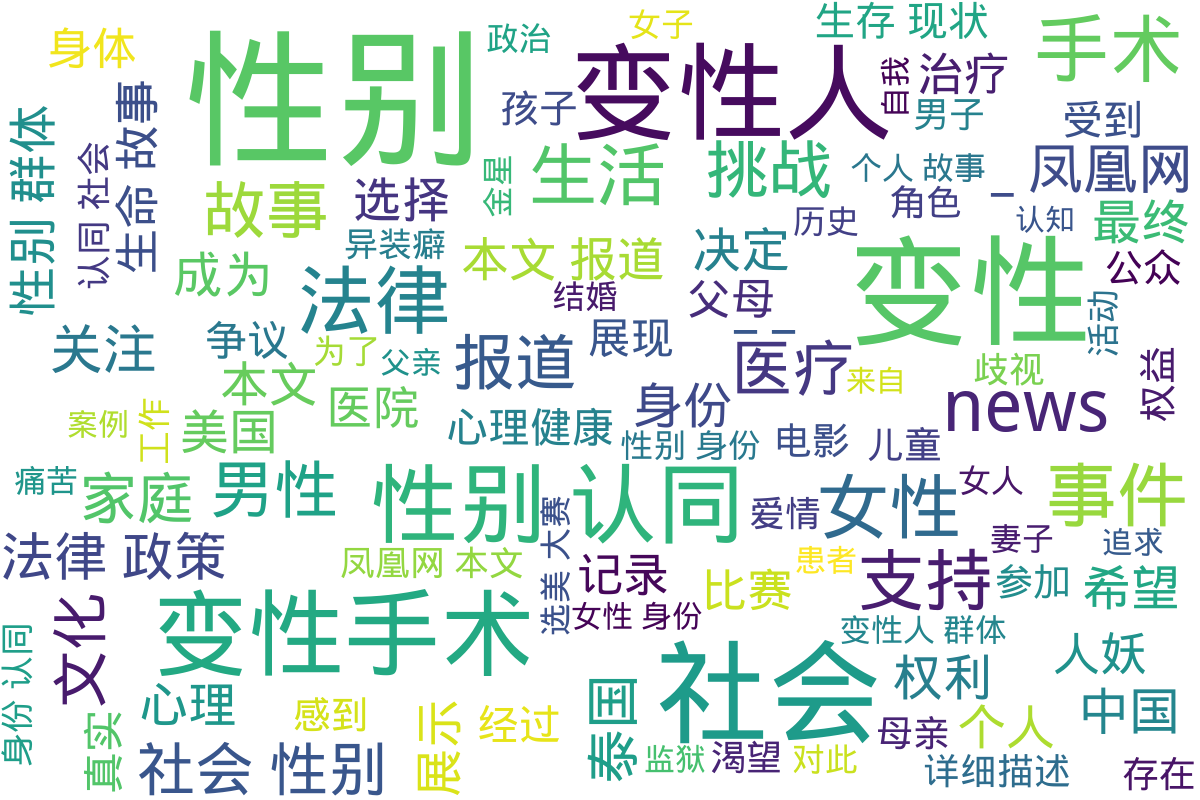 性别
变性人
手术
身体
政治
女子
生存 现状
自我
治疗
孩子
男子
受到
性别 群体
认同 社会
生命 故事
故事
选择
金星
生活
挑战
个人 故事
角色
凤凰网
历史
认知
最终
异装癖
本文 报道
决定
变性
公众
成为
法律
结婚
父母
活动
关注
争议
为了
父亲
报道
展现
医疗
来自
歧视
权益
本文
医院
身份
news
案例
工作
美国
心理健康
性别 身份
电影
儿童
痛苦
家庭
男性
性别 认同
爱情
女性
女人
事件
法律 政策
凤凰网 本文
选美 大赛
记录
比赛
患者
支持
妻子
追求
参加
希望
文化
变性手术
女性 身份
变性人 群体
身份 认同
心理
社会
权利
人妖
感到
展示
经过
泰国
母亲
个人
中国
真实
社会 性别
监狱
渴望
对此
详细描述
存在